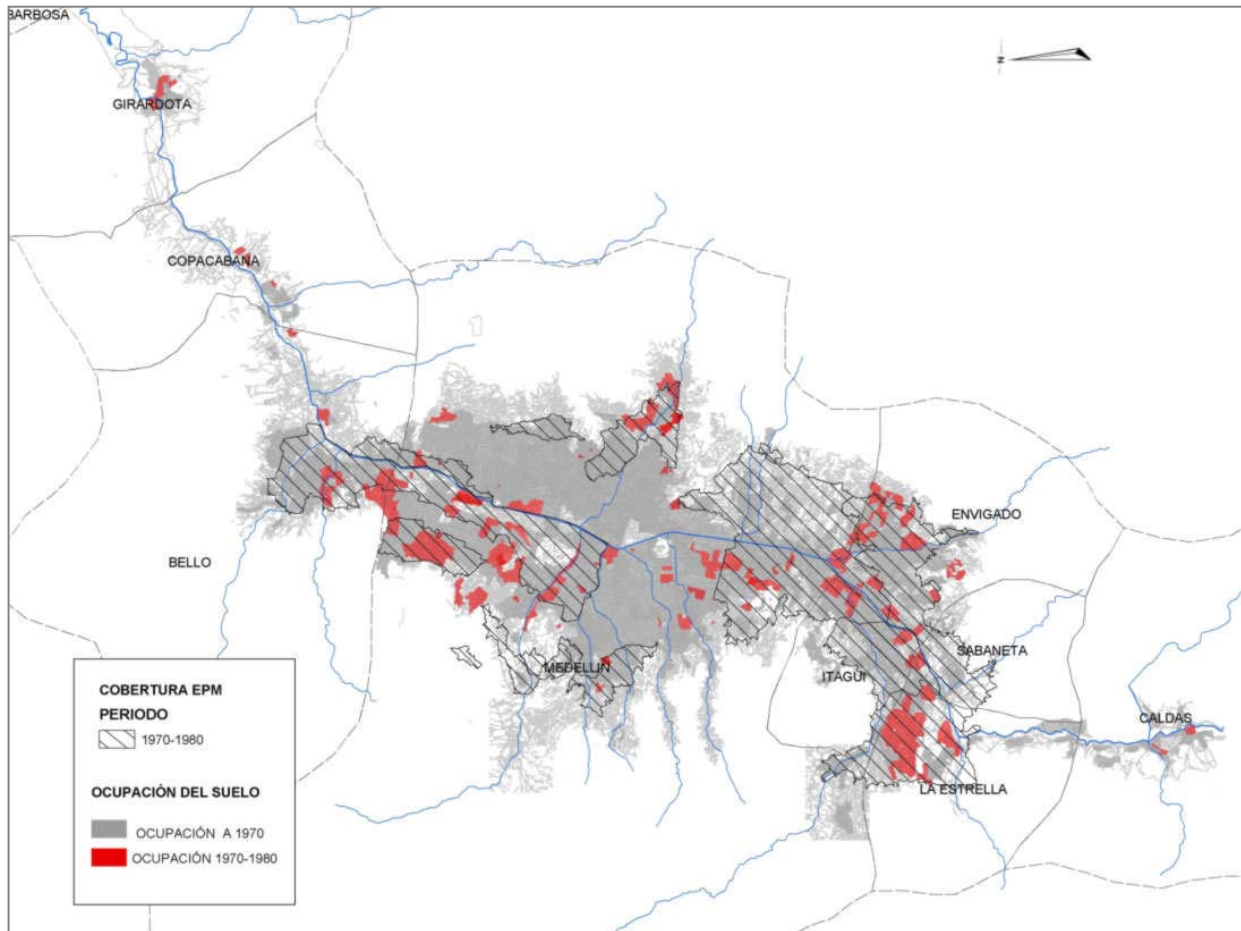 BARBOSA
N
GIRARDOTA
COPACABANA
ENVIGADO
BELLO
SABANETA
MEDELLIN
ITAGÜI
CALDAS
LA ESTRELLA
COBERTURA EPM
PERIODO
1970-1980
OCUPACIÓN DEL SUELO
OCUPACIÓN A 1970
OCUPACIÓN 1970-1980